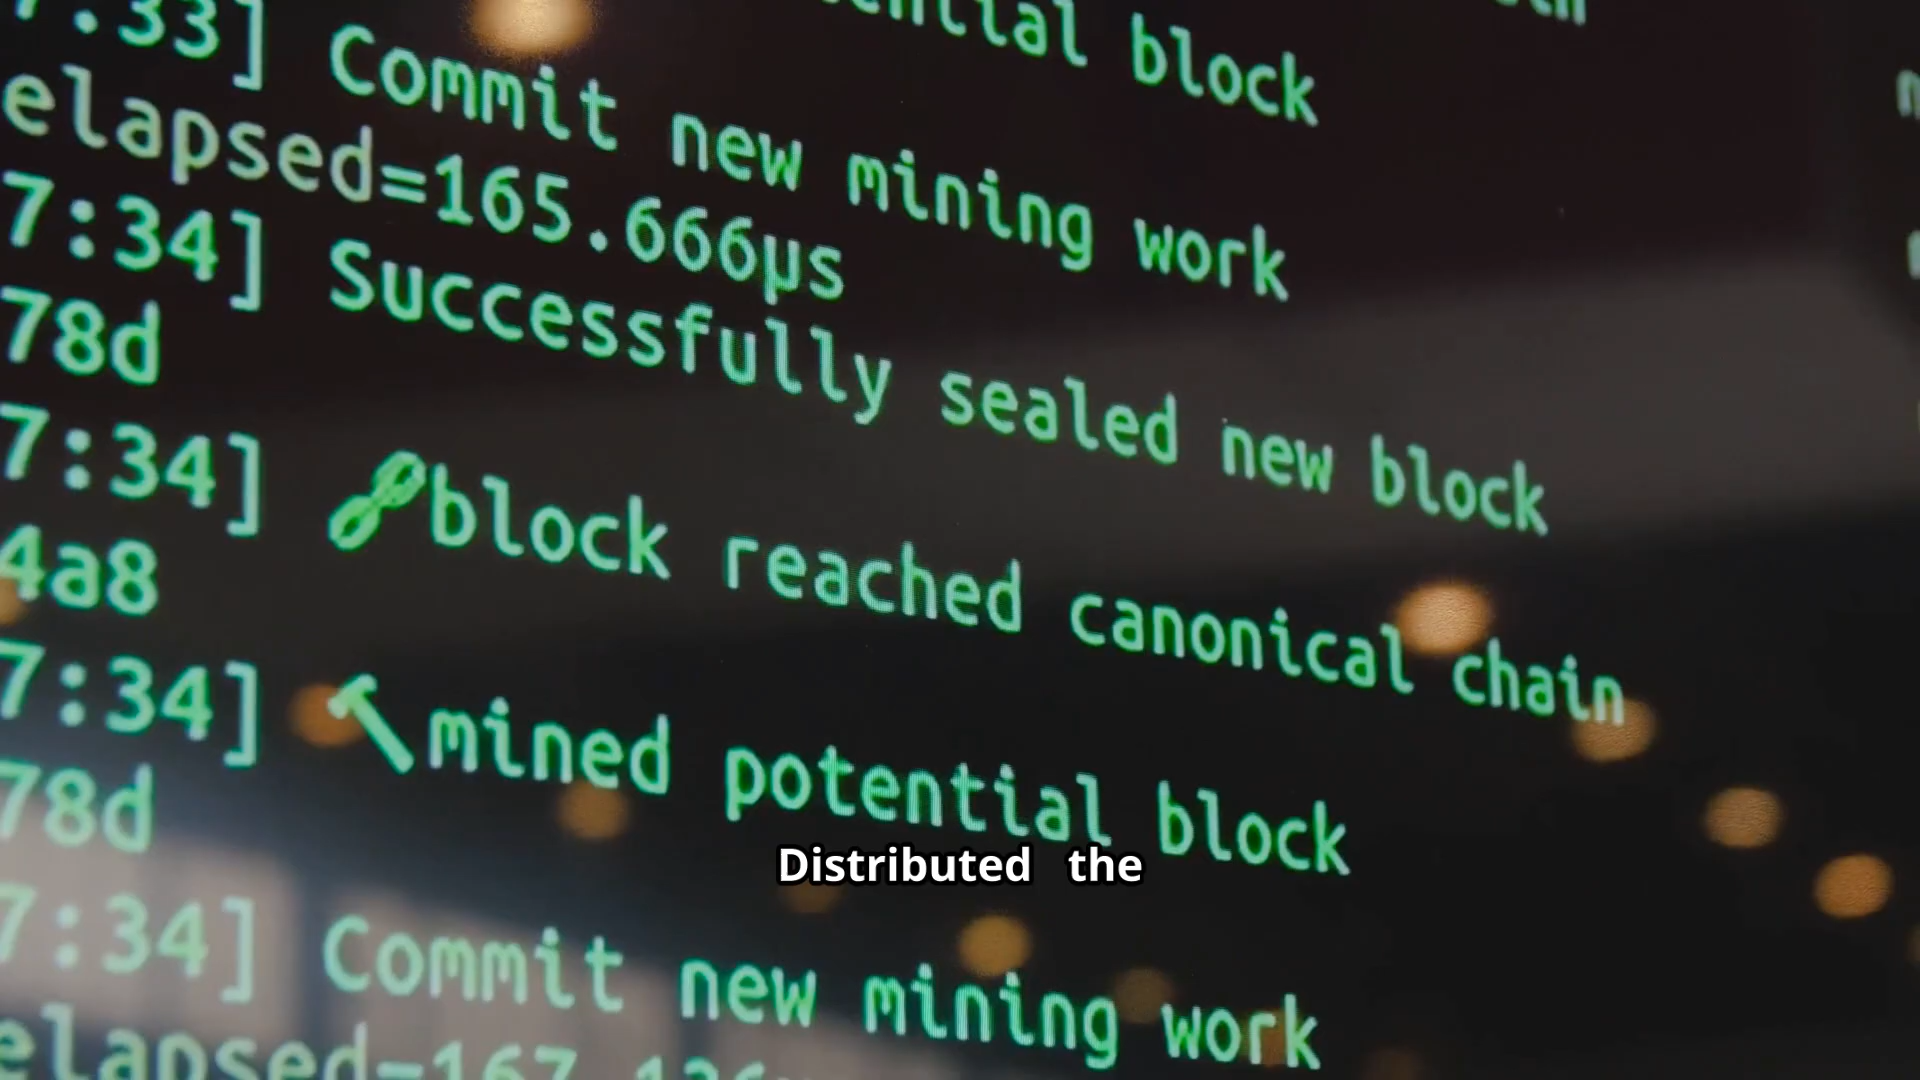 7:33] Commit new mining work
block
elapsed=165.666µs
7:34] Successfully sealed new block
78d
7:34] 🔗block reached canonical chain
4a8
7:34] 🔨mined potential block
78d
Distributed the
7:34] Commit new mining work